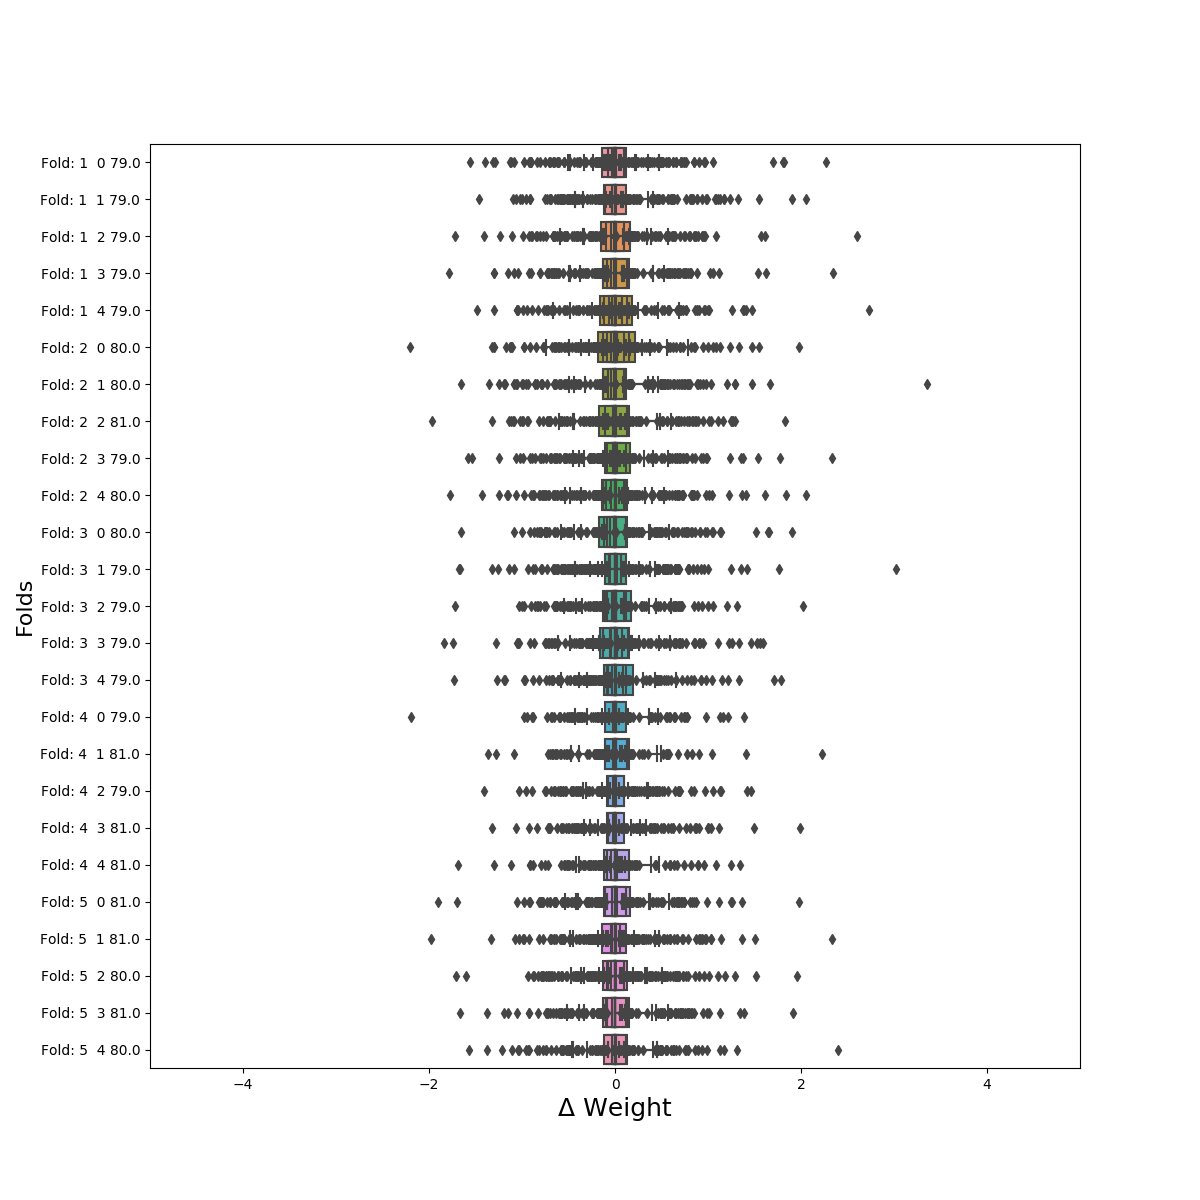 Fold: 1  0 79.0
Fold: 1  1 79.0
Fold: 1  2 79.0
Fold: 1  3 79.0
Fold: 1  4 79.0
Fold: 2  0 80.0
Fold: 2  1 80.0
Fold: 2  2 81.0
Fold: 2  3 79.0
Fold: 2  4 80.0
Fold: 3  0 80.0
Fold: 3  1 79.0
Fold: 3  2 79.0
Fold: 3  3 79.0
Fold: 3  4 79.0
Fold: 4  0 79.0
Fold: 4  1 81.0
Fold: 4  2 79.0
Fold: 4  3 81.0
Fold: 4  4 81.0
Fold: 5  0 81.0
Fold: 5  1 81.0
Fold: 5  2 80.0
Fold: 5  3 81.0
Fold: 5  4 80.0
Folds
−4 −2 0 2 4
Δ Weight